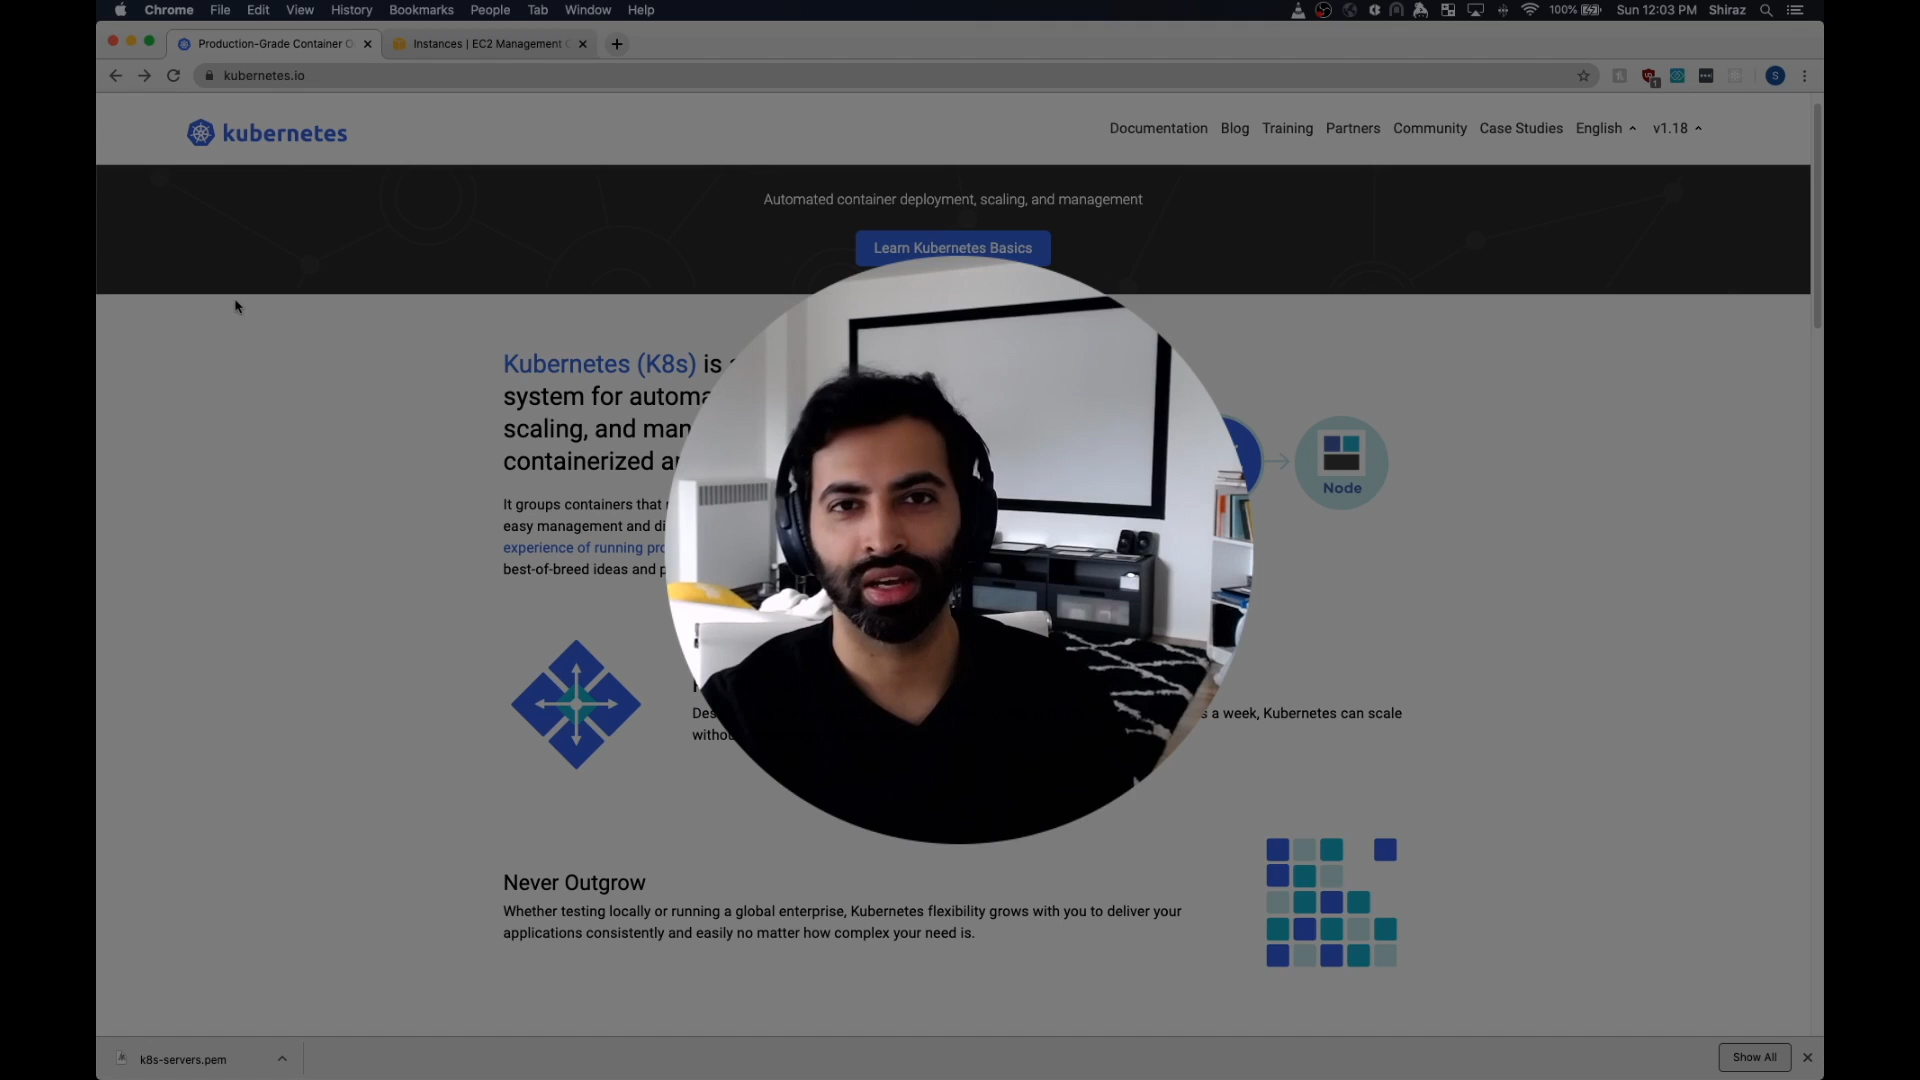 Chrome File Edit View History Bookmarks People Tab Window Help 100% Sun 12:03 PM Shiraz
Production-Grade Container O Instances | EC2 Management C
kubernetes.io S
kubernetes Documentation Blog Training Partners Community Case Studies English v1.18
Automated container deployment, scaling, and management
Learn Kubernetes Basics
Kubernetes (K8s) is
system for automa
scaling, and man
containerized a
Node
It groups containers that
easy management and di
experience of running pro
best-of-breed ideas and p
Des s a week, Kubernetes can scale
witho
Never Outgrow
Whether testing locally or running a global enterprise, Kubernetes flexibility grows with you to deliver your
applications consistently and easily no matter how complex your need is.
k8s-servers.pem Show All